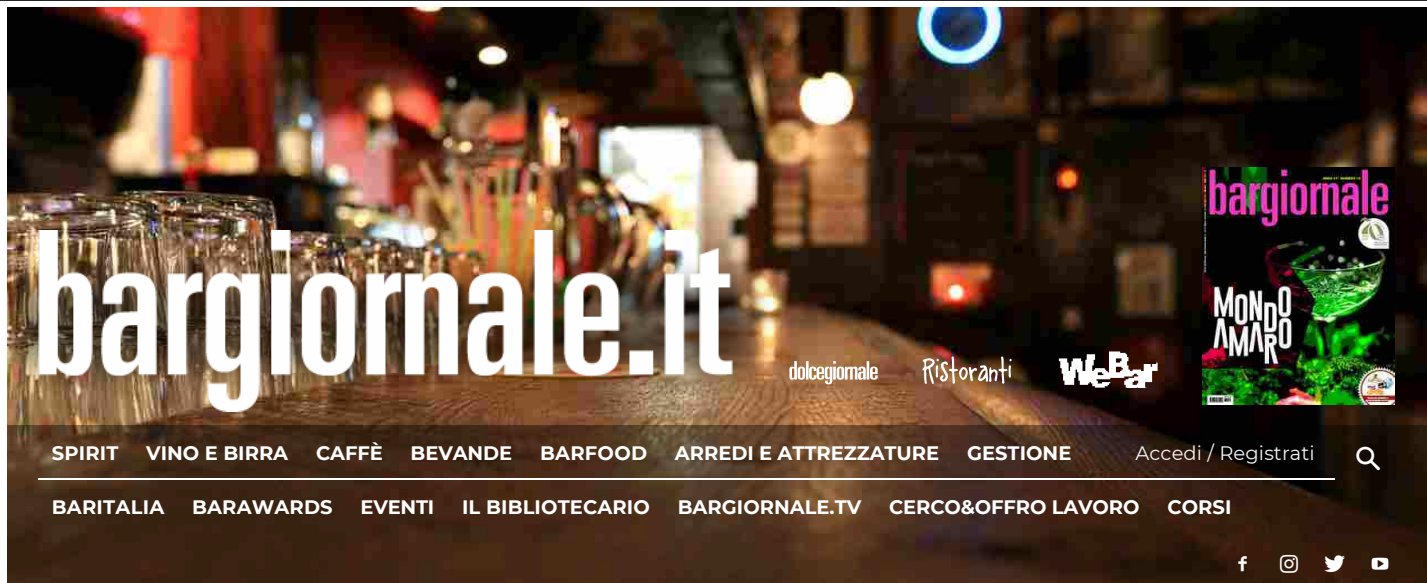 bargiornale
MONDO
AMARO
bargiornale.it
dolcegiornale
Ristoranti
WeBar
SPIRIT VINO E BIRRA CAFFÈ BEVANDE BARFOOD ARREDI E ATTREZZATURE GESTIONE Accedi / Registrati
BARITALIA BARAWARDS EVENTI IL BIBLIOTECARIO BARGIORNALE.TV CERCO&OFFRO LAVORO CORSI